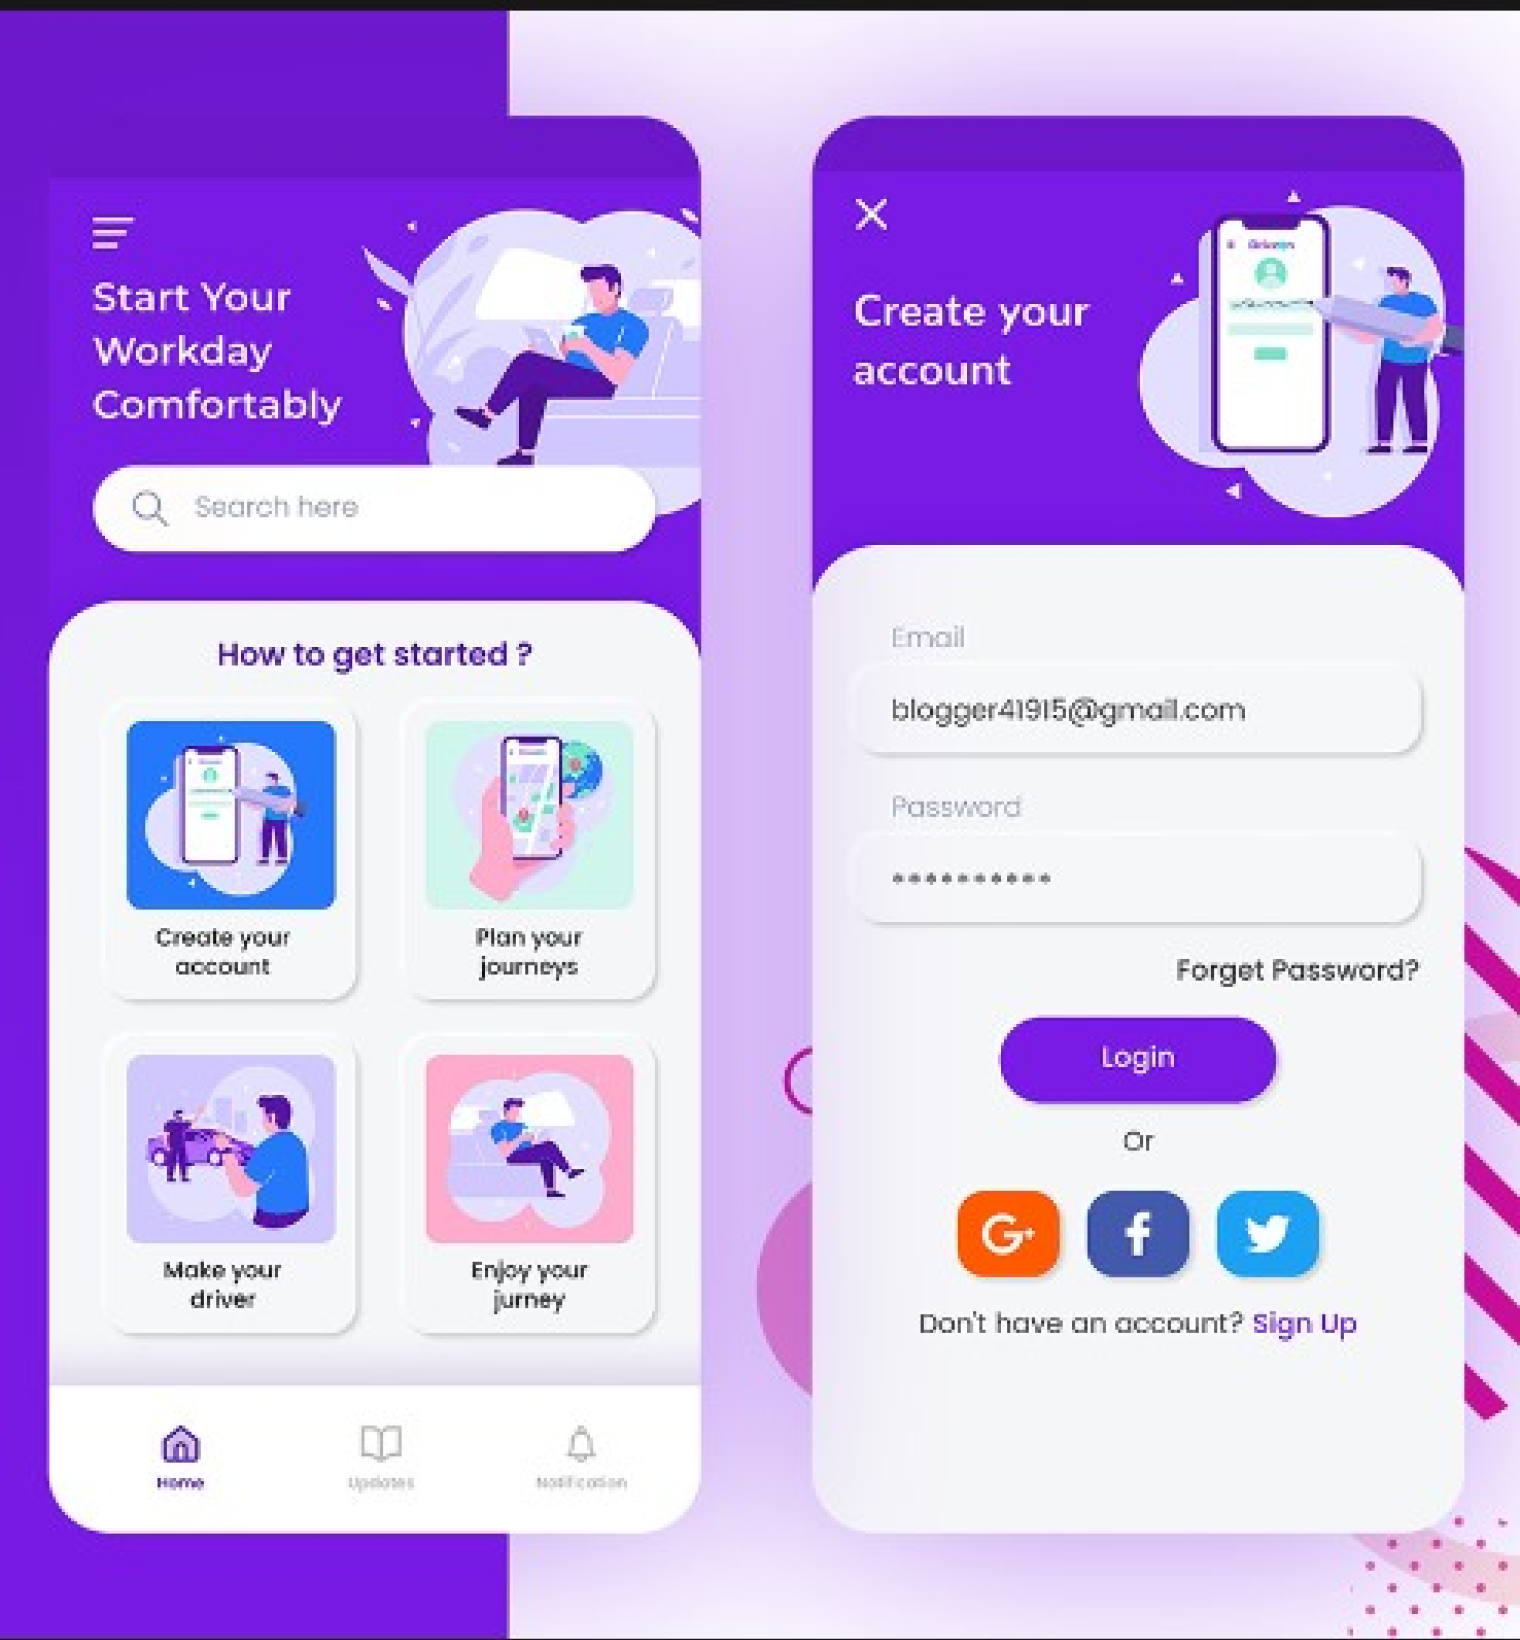 Start Your
Workday
Comfortably
Search here
How to get started ?
Create your
account
Plan your
journeys
Make your
driver
Enjoy your
jurney
Home
Updates
Notification
Create your
account
Email
blogger41915@gmail.com
Password
**********
Forget Password?
Login
Or
G+
f
Don't have an account? Sign Up